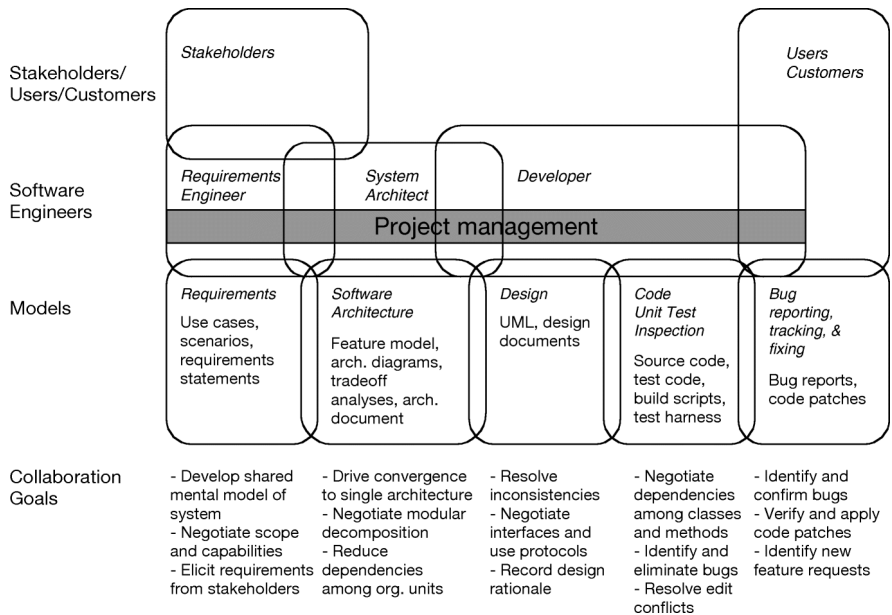 Stakeholders/
Users/Customers
Stakeholders
Users
Customers
Software
Engineers
Requirements
Engineer
System
Architect
Developer
Project management
Models
Requirements
Use cases,
scenarios,
requirements
statements
Software
Architecture
Feature model,
arch. diagrams,
tradeoff
analyses, arch.
document
Design
UML, design
documents
Code
Unit Test
Inspection
Source code,
test code,
build scripts,
test harness
Bug
reporting,
tracking, &
fixing
Bug reports,
code patches
Collaboration
Goals
- Develop shared
mental model of
system
- Negotiate scope
and capabilities
- Elicit requirements
from stakeholders
- Drive convergence
to single architecture
- Negotiate modular
decomposition
- Reduce
dependencies
among org. units
- Resolve
inconsistencies
- Negotiate
interfaces and
use protocols
- Record design
rationale
- Negotiate
dependencies
among classes
and methods
- Identify and
eliminate bugs
- Resolve edit
conflicts
- Identify and
confirm bugs
- Verify and apply
code patches
- Identify new
feature requests